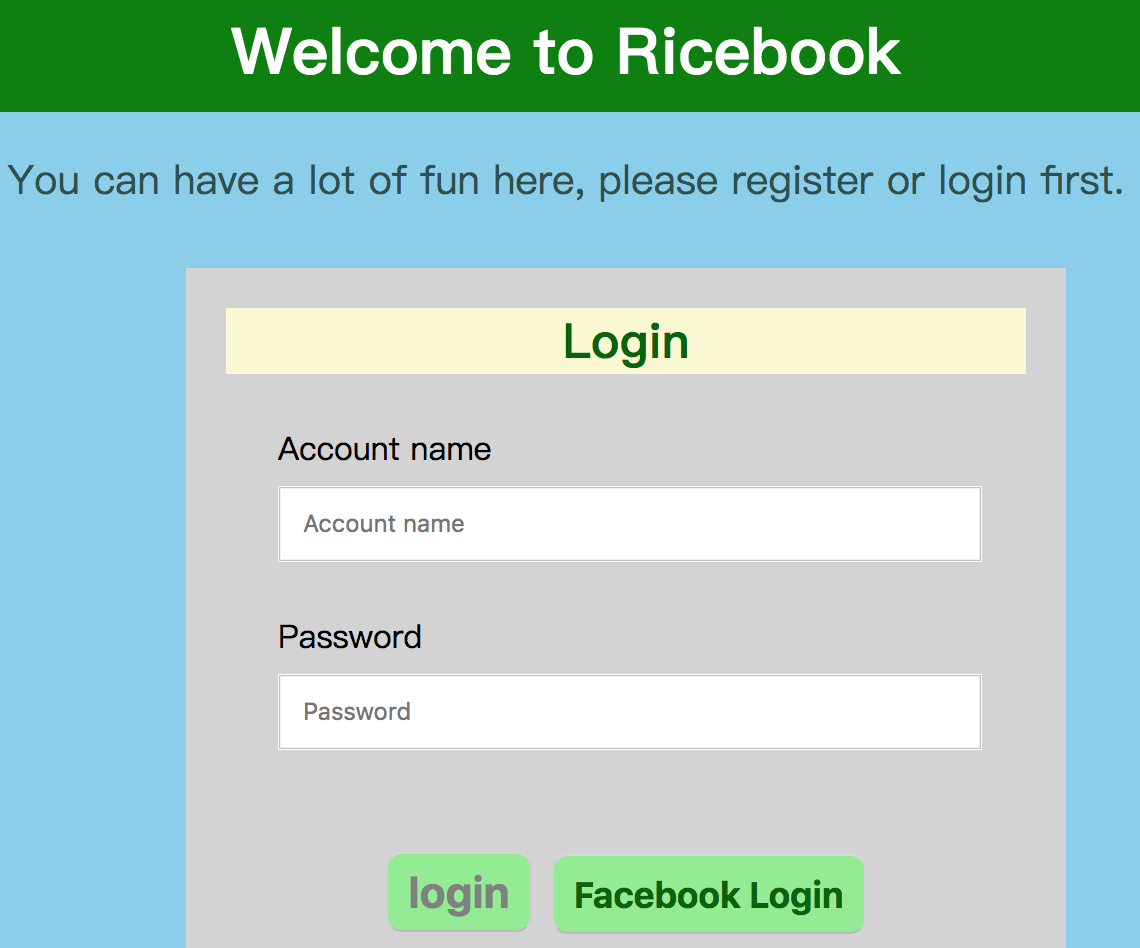 Welcome to Ricebook
You can have a lot of fun here, please register or login first.
Login
Account name
Account name
Password
Password
login Facebook Login